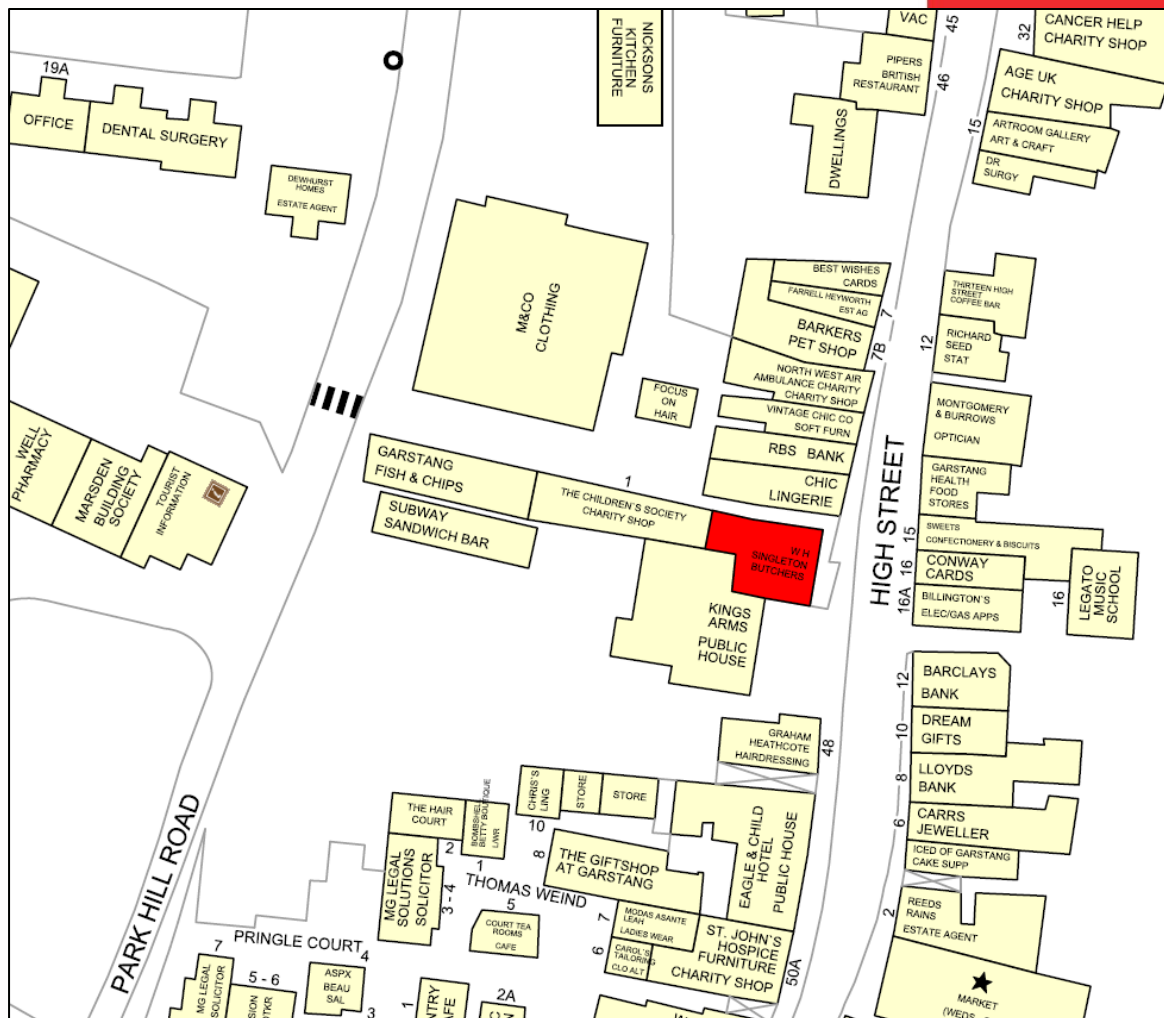 VAC
45
32
CANCER HELP
CHARITY SHOP
NICKSONS
KITCHEN
FURNITURE
PIPERS
BRITISH
RESTAURANT
46
AGE UK
CHARITY SHOP
19A
OFFICE
DENTAL SURGERY
DWELLINGS
15
ARTROOM GALLERY
ART & CRAFT
DR
SURGY
DEWHURST
HOMES
ESTATE AGENT
M&CO
CLOTHING
BEST WISHES
CARDS
FARRELL HEYWORTH
EST AG
7
BARKERS
PET SHOP
7B
THIRTEEN HIGH
STREET
COFFEE BAR
12
RICHARD
SEED
STAT
NORTH WEST AIR
AMBULANCE CHARITY
CHARITY SHOP
FOCUS
ON
HAIR
VINTAGE CHIC CO
SOFT FURN
MONTGOMERY
& BURROWS
OPTICIAN
RBS BANK
CHIC
LINGERIE
HIGH STREET
GARSTANG
HEALTH
FOOD
STORES
WELL
PHARMACY
MARSDEN
BUILDING
SOCIETY
TOURIST
INFORMATION
GARSTANG
FISH & CHIPS
1
THE CHILDREN`S SOCIETY
CHARITY SHOP
SUBWAY
SANDWICH BAR
W H
SINGLETON
BUTCHERS
15
SWEETS
CONFECTIONERY & BISCUITS
16
CONWAY
CARDS
16A
BILLINGTON`S
ELEC/GAS APPS
16
LEGATO
MUSIC
SCHOOL
KINGS
ARMS
PUBLIC
HOUSE
12
BARCLAYS
BANK
10
DREAM
GIFTS
GRAHAM
HEATHCOTE
HAIRDRESSING
48
8
LLOYDS
BANK
6
CARRS
JEWELLER
ICED OF GARSTANG
CAKE SUPP
PARK HILL ROAD
THE HAIR
COURT
2
BOMBSHELL
BETTY BOUTIQUE
L/WR
1
CHRIS`S
LING
10
STORE
STORE
EAGLE & CHILD
HOTEL
PUBLIC HOUSE
8
THE GIFTSHOP
AT GARSTANG
MG LEGAL
SOLUTIONS
SOLICITOR
3 - 4
THOMAS WEIND
5
COURT TEA
ROOMS
CAFE
7
MODAS ASANTE
LEAH
LADIES WEAR
6
CAROL`S
TAILORING
CLO ALT
ST. JOHN`S
HOSPICE
FURNITURE
CHARITY SHOP
50A
2
REEDS
RAINS
ESTATE AGENT
MARKET
(WEDS
PRINGLE COURT
7
MG LEGAL
SOLICITOR
5 - 6
4
ASPX
BEAU
SAL
3
1
2A